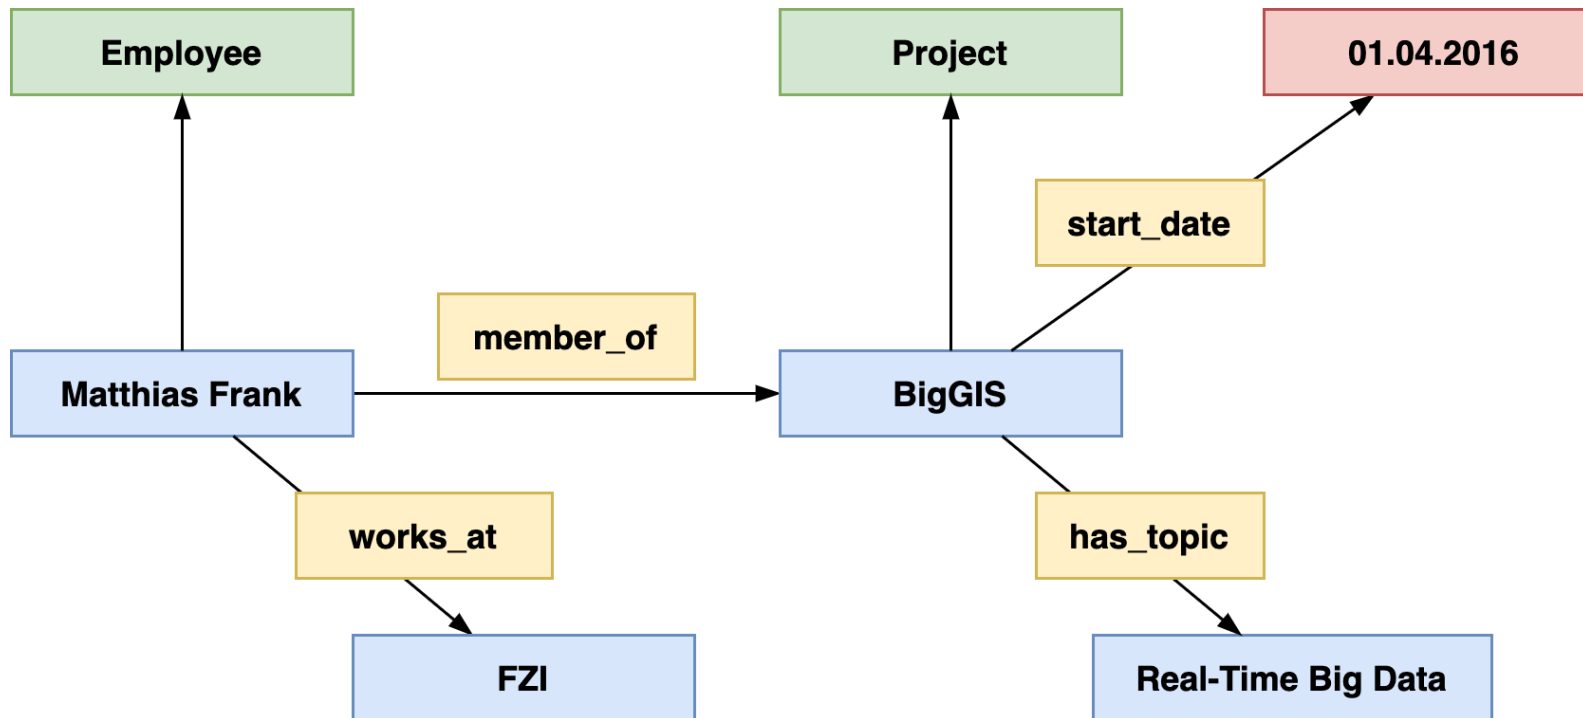 Employee
Project
01.04.2016
start_date
member_of
Matthias Frank
BigGIS
works_at
has_topic
FZI
Real-Time Big Data